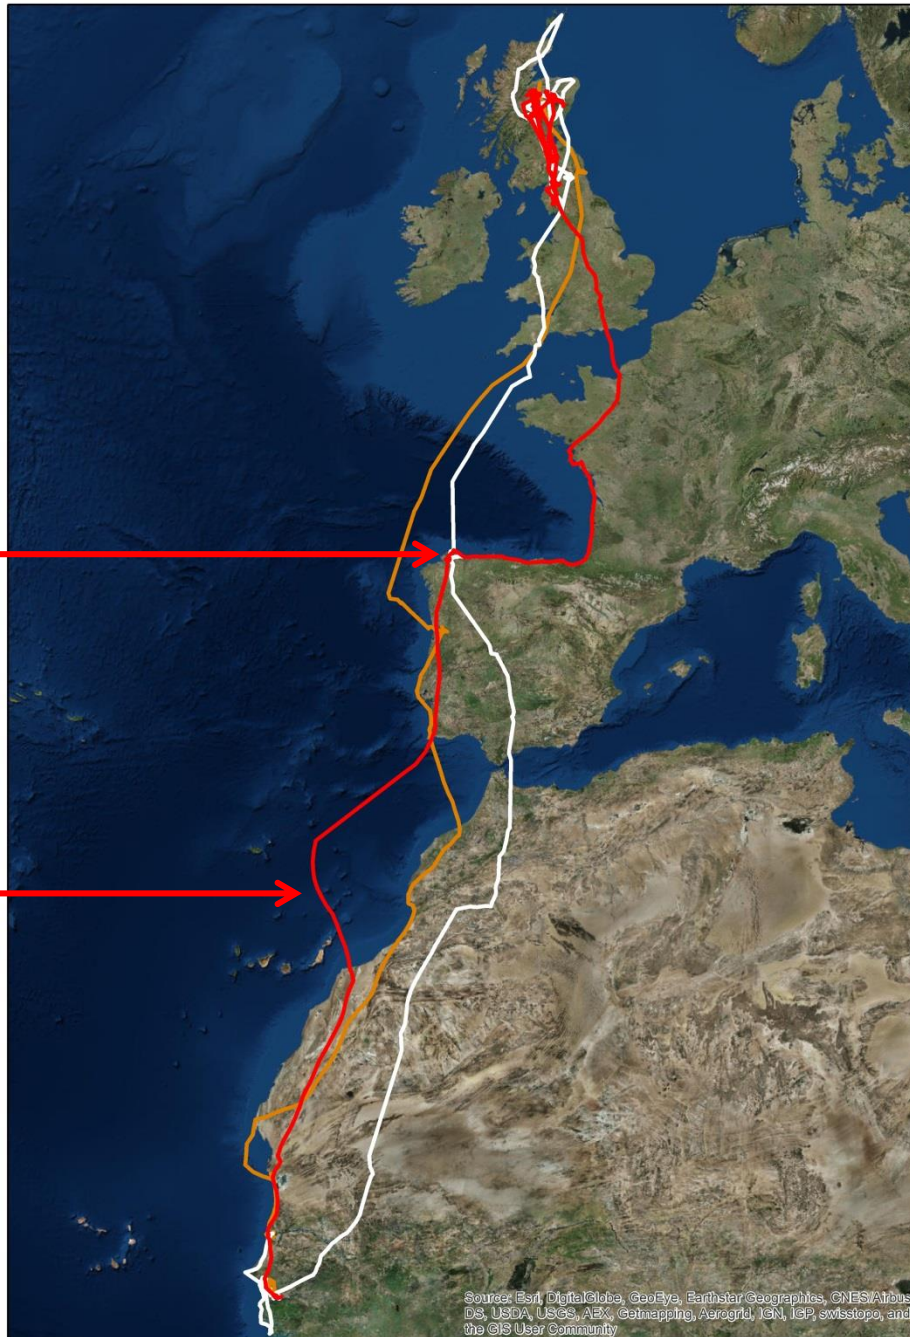 Source: Esri, DigitalGlobe, GeoEye, Earthstar Geographics, CNES/Airbus
DS, USDA, USGS, AEX, Getmapping, Aerogrid, IGN, IGP, swisstopo, and
the GIS User Community